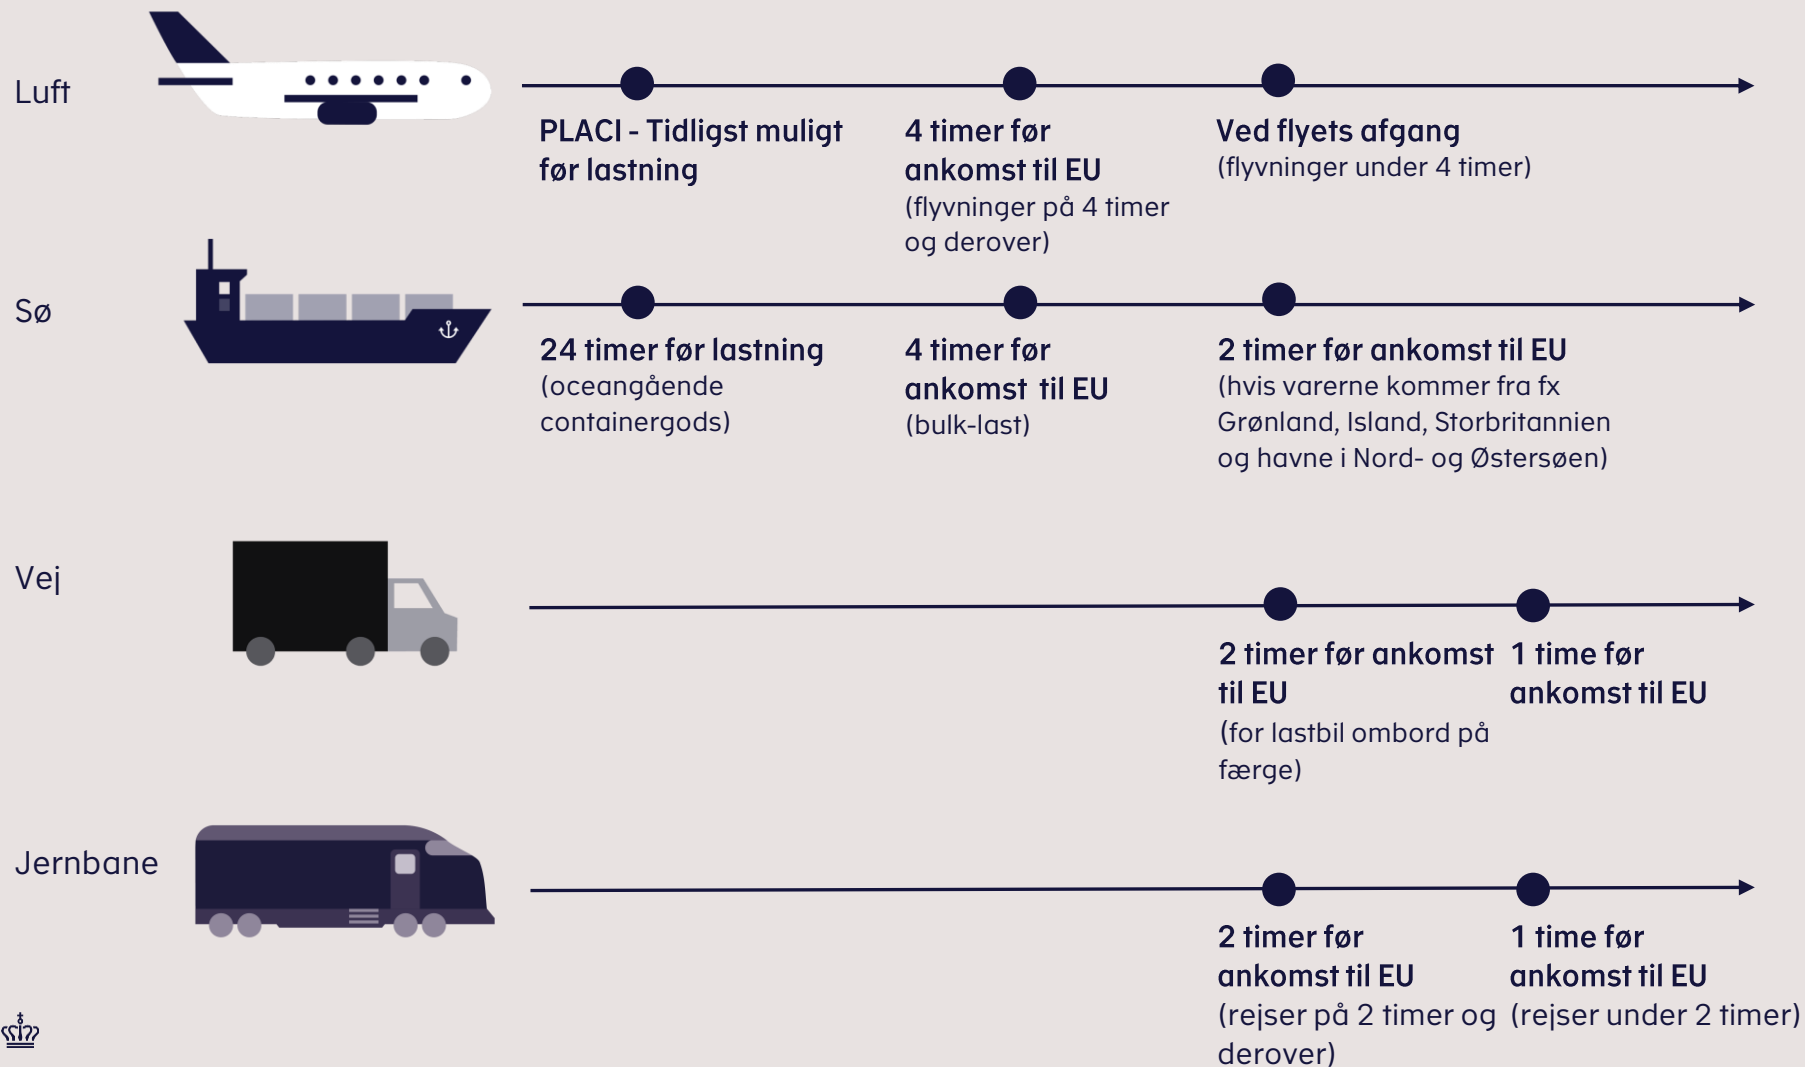 Luft
PLACI - Tidligst muligt
før lastning
4 timer før
ankomst til EU
(flyvninger på 4 timer
og derover)
Ved flyets afgang
(flyvninger under 4 timer)
Sø
24 timer før lastning
(oceangående
containergods)
4 timer før
ankomst  til EU
(bulk-last)
2 timer før ankomst til EU
(hvis varerne kommer fra fx
Grønland, Island, Storbritannien
og havne i Nord- og Østersøen)
Vej
2 timer før ankomst
til EU
(for lastbil ombord på
færge)
1 time før
ankomst til EU
Jernbane
2 timer før
ankomst til EU
(rejser på 2 timer og
derover)
1 time før
ankomst til EU
(rejser under 2 timer)